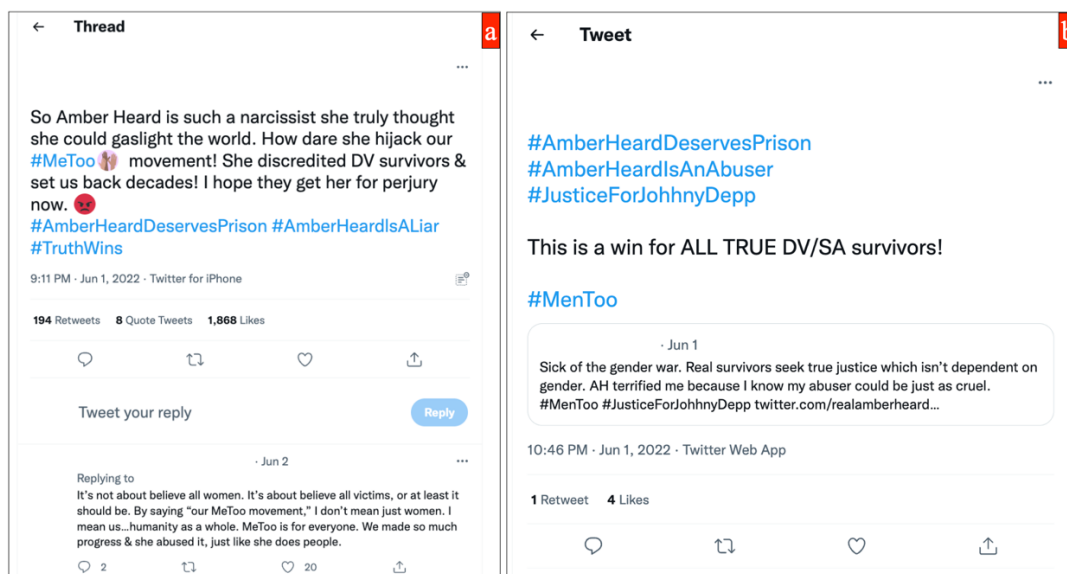 Thread
a
So Amber Heard is such a narcissist she truly thought
she could gaslight the world. How dare she hijack our
#MeToo movement! She discredited DV survivors &
set us back decades! I hope they get her for perjury
now.
#AmberHeardDeservesPrison #AmberHeardIsALiar
#TruthWins
9:11 PM · Jun 1, 2022 · Twitter for iPhone
194 Retweets 8 Quote Tweets 1,868 Likes
Tweet your reply
Reply
· Jun 2
Replying to
It's not about believe all women. It's about believe all victims, or at least it
should be. By saying “our MeToo movement,” I don't mean just women. I
mean us...humanity as a whole. MeToo is for everyone. We made so much
progress & she abused it, just like she does people.
2 20
Tweet
b
#AmberHeardDeservesPrison
#AmberHeardIsAnAbuser
#JusticeForJohhnyDepp
This is a win for ALL TRUE DV/SA survivors!
#MenToo
· Jun 1
Sick of the gender war. Real survivors seek true justice which isn't dependent on
gender. AH terrified me because I know my abuser could be just as cruel.
#MenToo #JusticeForJohhnyDepp twitter.com/realamberheard...
10:46 PM · Jun 1, 2022 · Twitter Web App
1 Retweet 4 Likes